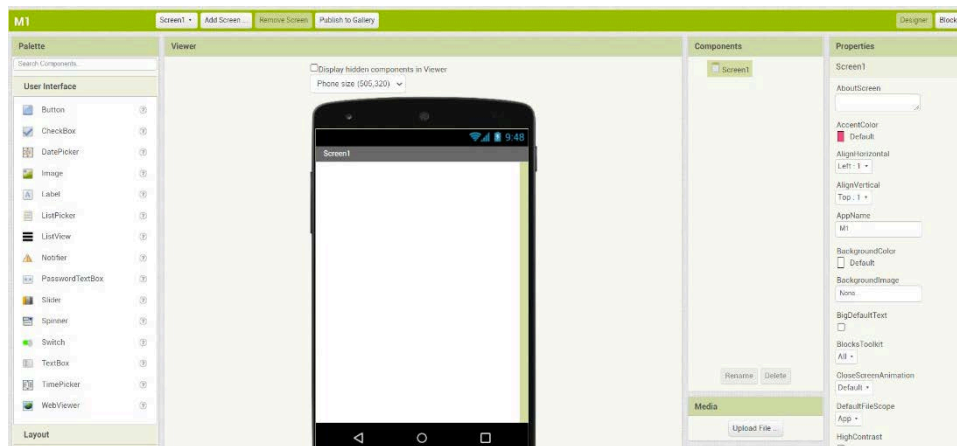 M1
Screen1
Add Screen ...
Remove Screen
Publish to Gallery
Designer
Block
Palette
Search Components...
User Interface
Button
CheckBox
DatePicker
Image
Label
ListPicker
ListView
Notifier
PasswordTextBox
Slider
Spinner
Switch
TextBox
TimePicker
WebViewer
Layout
Viewer
Display hidden components in Viewer
Phone size (505,320)
9:48
Screen1
Components
Screen1
Rename
Delete
Media
Upload File ...
Properties
Screen1
AboutScreen
AccentColor
Default
AlignHorizontal
Left : 1
AlignVertical
Top : 1
AppName
M1
BackgroundColor
Default
BackgroundImage
None...
BigDefaultText
BlocksToolkit
All
CloseScreenAnimation
Default
DefaultFileScope
App
HighContrast